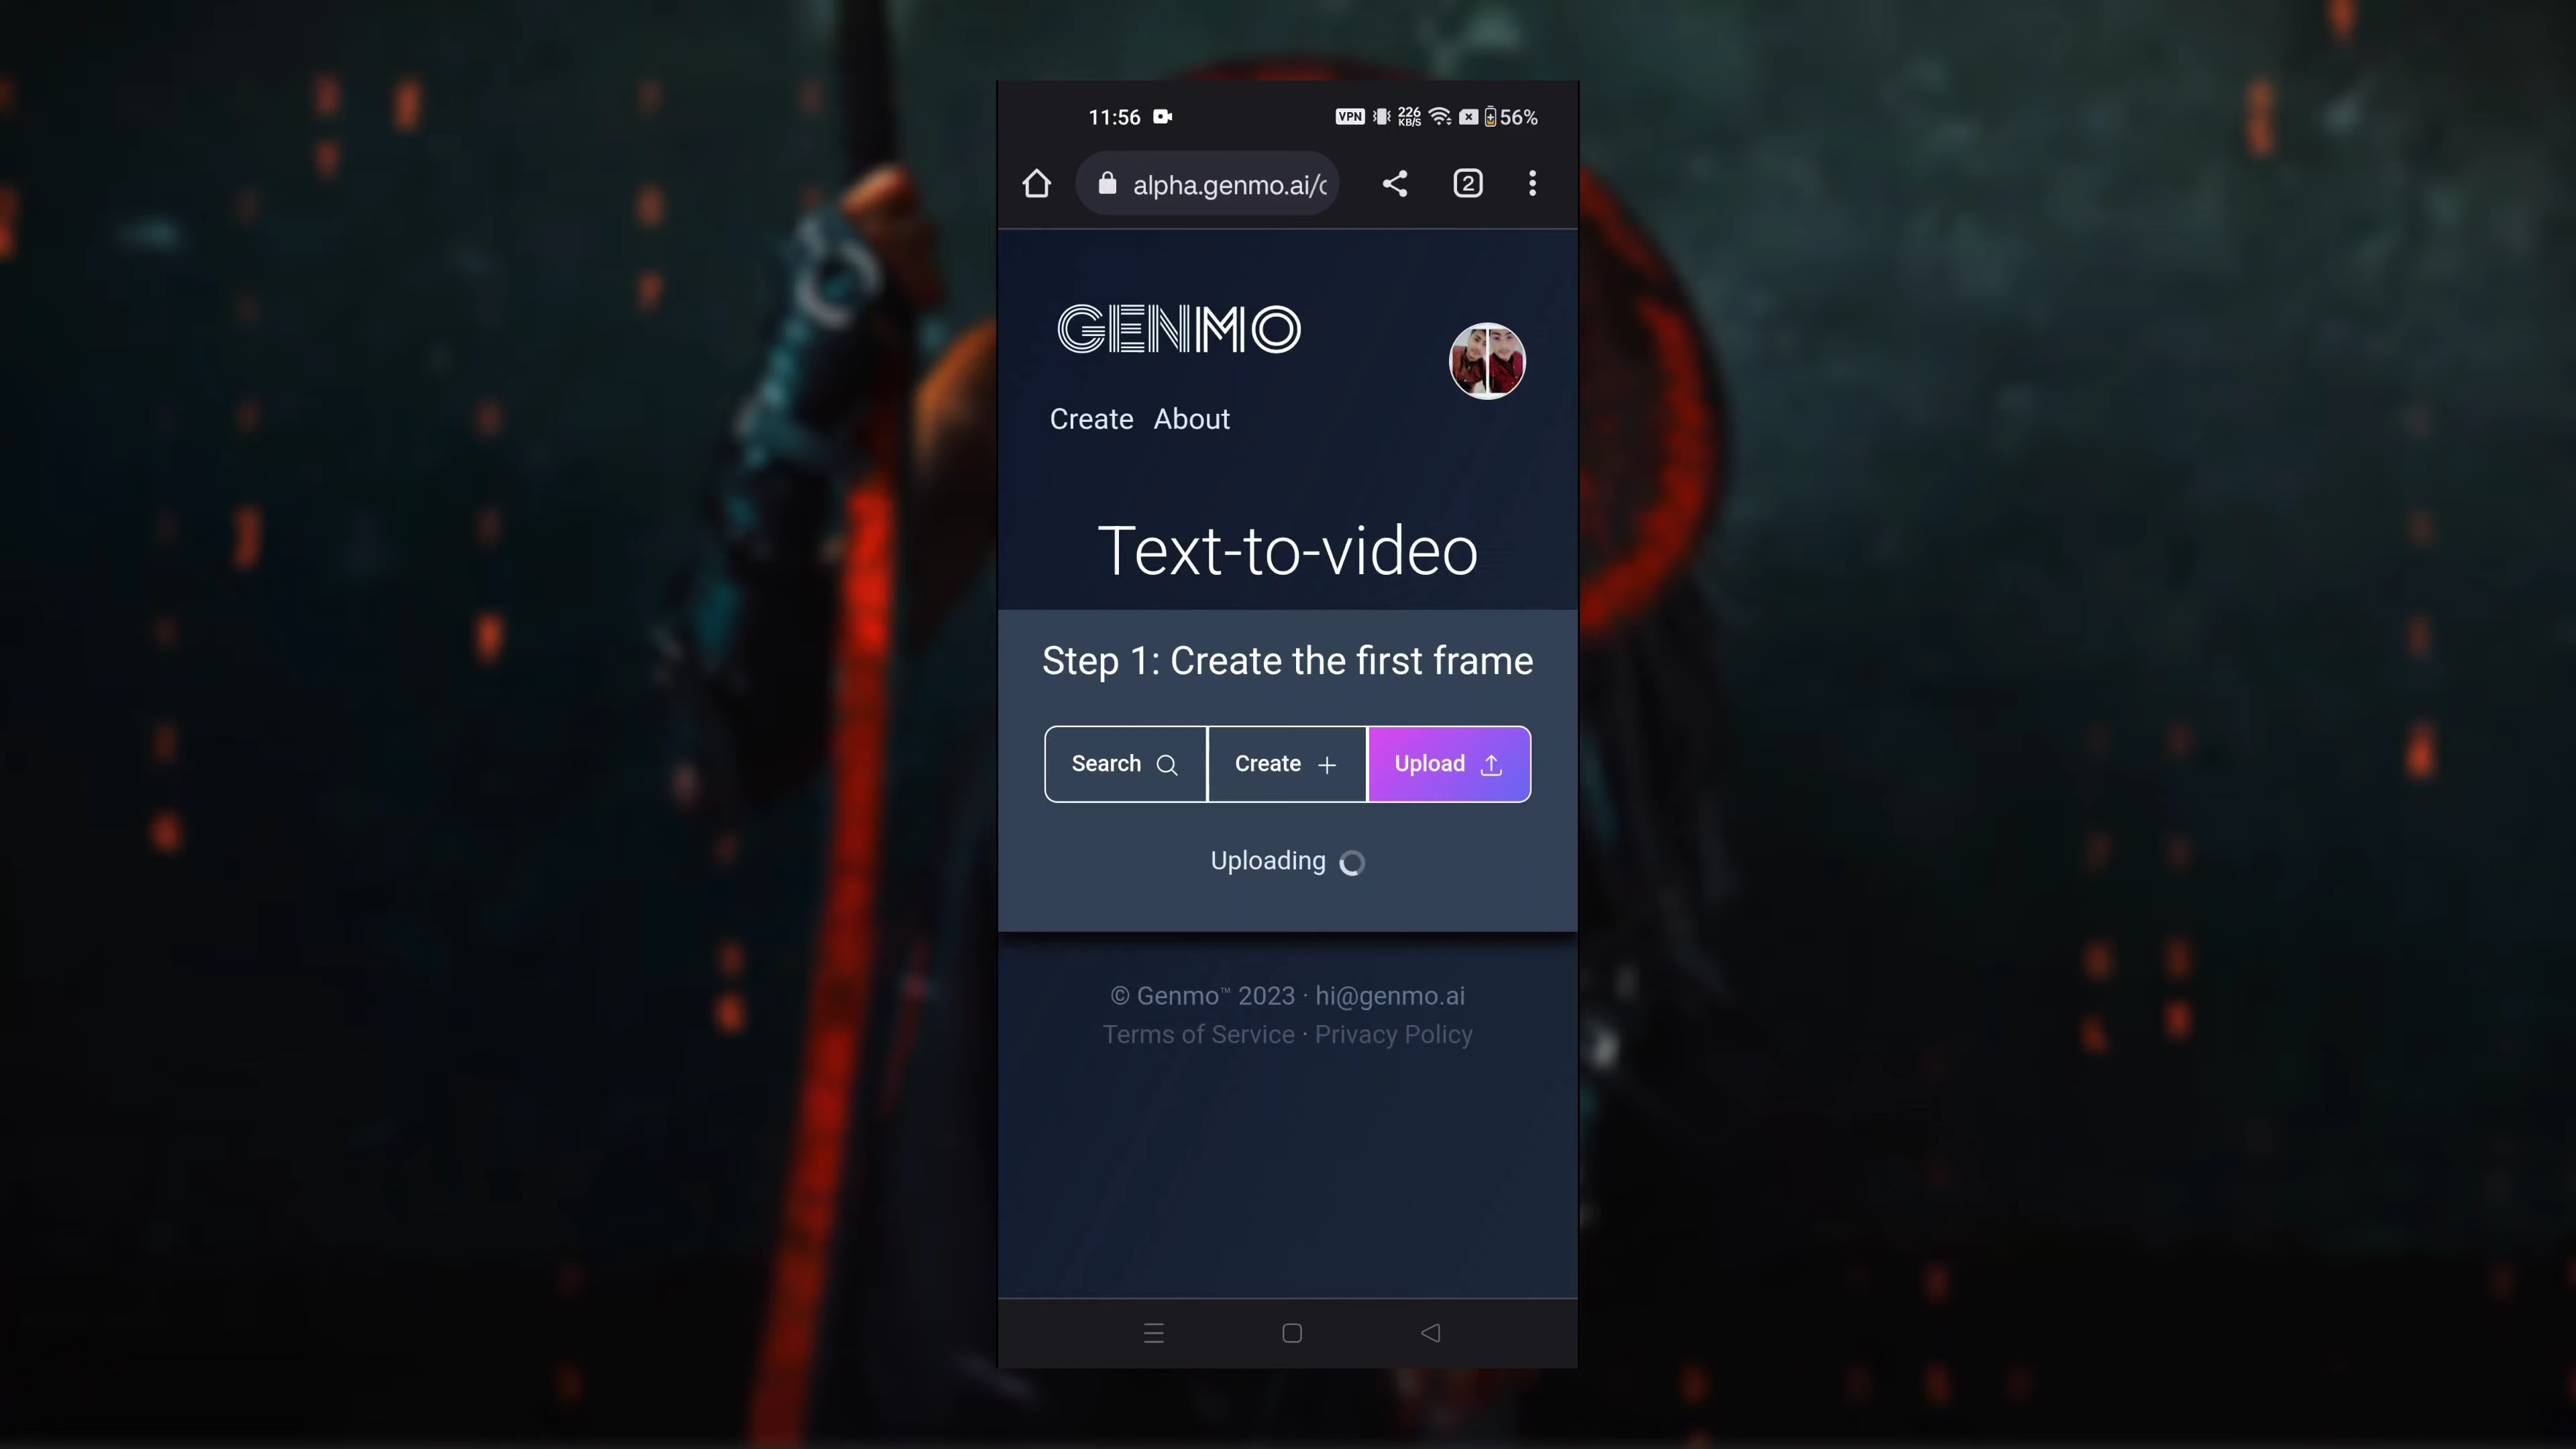 11:56 VPN 226 KB/S 56%
alpha.genmo.ai/c 2
GENMO
Create About
Text-to-video
Step 1: Create the first frame
Search Create Upload
Uploading
© Genmo™ 2023 · hi@genmo.ai
Terms of Service · Privacy Policy